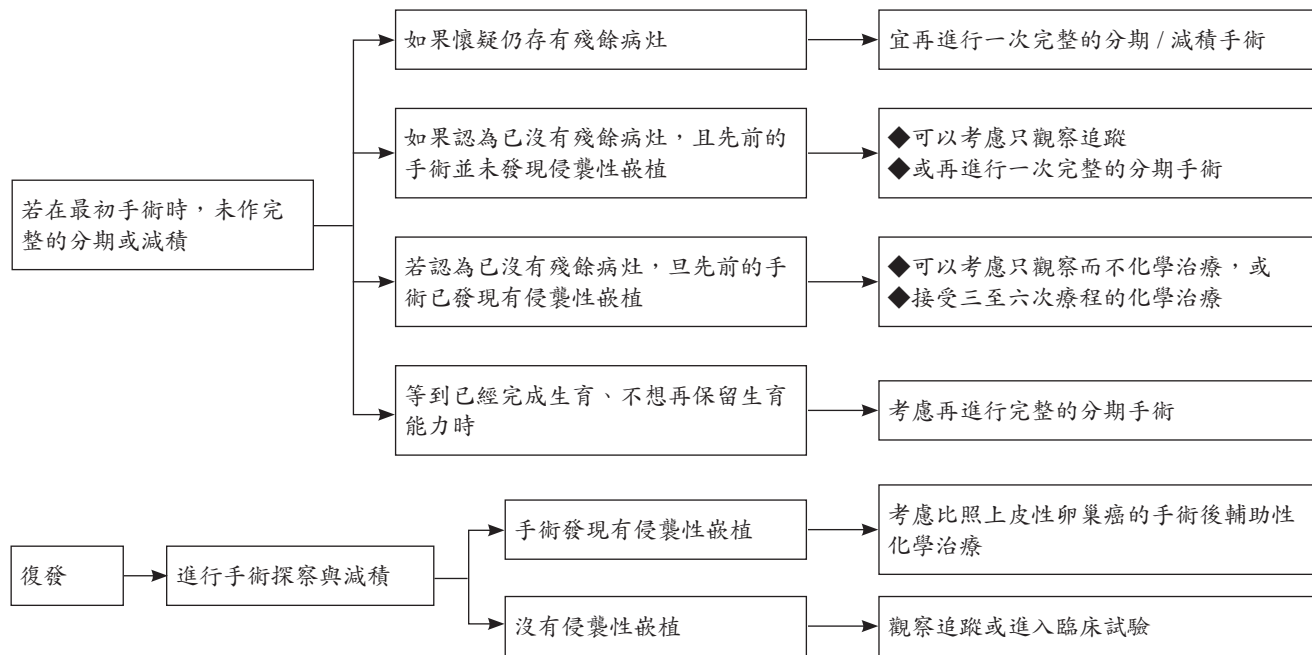 如果懷疑仍存有殘餘病灶
宜再進行一次完整的分期 / 減積手術
如果認為已沒有殘餘病灶，且先前的
手術並未發現侵襲性嵌植
◆可以考慮只觀察追蹤
◆或再進行一次完整的分期手術
若在最初手術時，未作完
整的分期或減積
若認為已沒有殘餘病灶，旦先前的手
術已發現有侵襲性嵌植
◆可以考慮只觀察而不化學治療，或
◆接受三至六次療程的化學治療
等到已經完成生育、不想再保留生育
能力時
考慮再進行完整的分期手術
復發
進行手術探察與減積
手術發現有侵襲性嵌植
考慮比照上皮性卵巢癌的手術後輔助性
化學治療
沒有侵襲性嵌植
觀察追蹤或進入臨床試驗